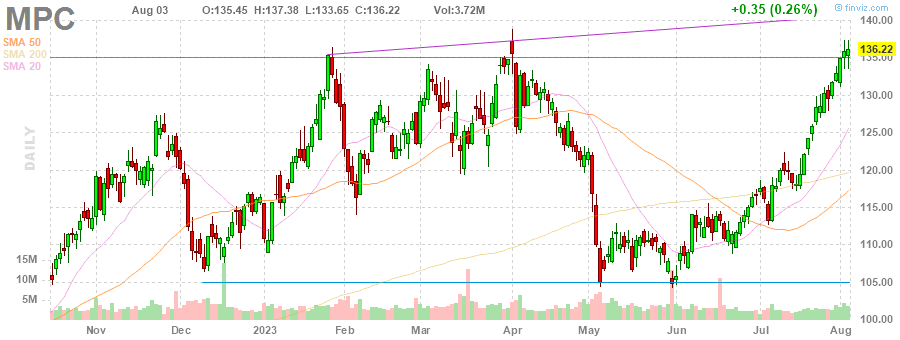 MPC Aug 03 O:135.45 H:137.38 L:133.65 C:136.22 Vol:3.72M +0.35 (0.26%) © finviz.com
SMA 50
SMA 200
SMA 20
DAILY
140.00
136.22
135.00
130.00
125.00
120.00
115.00
110.00
105.00
100.00
15M
10M
5M
Nov Dec 2023 Feb Mar Apr May Jun Jul Aug